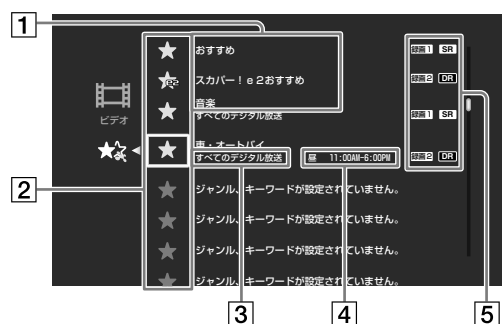 1
おすすめ
録画1 SR
スカパー!e2おすすめ
録画2 DR
ビデオ
音楽
すべてのデジタル放送
録画1 SR
2
車・オートバイ
すべてのデジタル放送
昼 11:00AM-6:00PM
録画2 DR
ジャンル、キーワードが設定されていません。
ジャンル、キーワードが設定されていません。
ジャンル、キーワードが設定されていません。
ジャンル、キーワードが設定されていません。
3
4
5